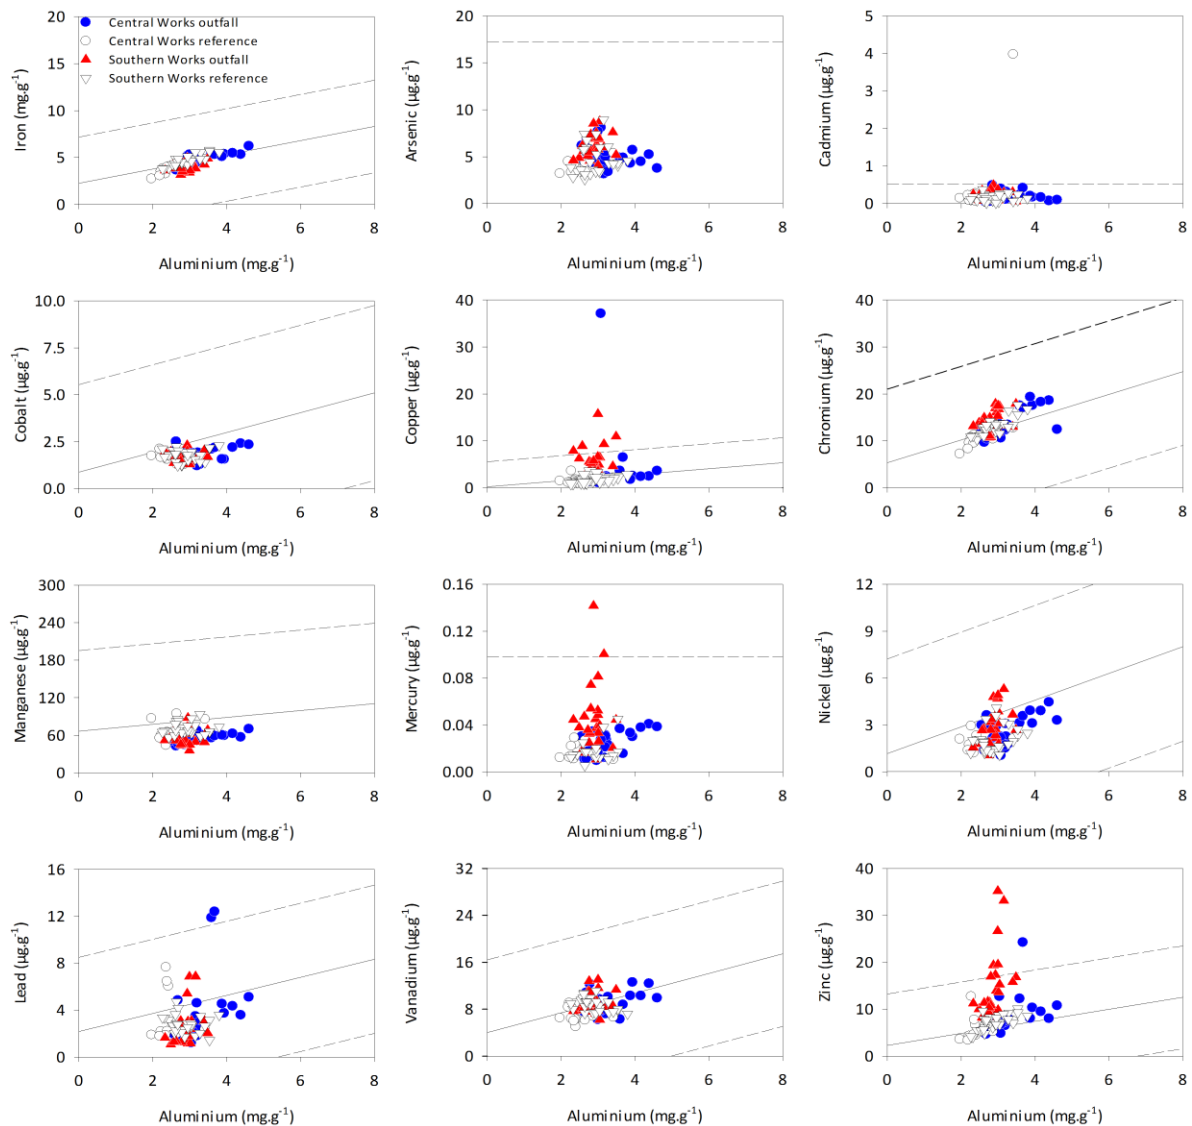 20
15
10
5
0
Iron (mg.g⁻¹)
Central Works outfall
Central Works reference
Southern Works outfall
Southern Works reference
0 2 4 6 8
Aluminium (mg.g⁻¹)
20
15
10
5
0
Arsenic (µg.g⁻¹)
0 2 4 6 8
Aluminium (mg.g⁻¹)
5
4
3
2
1
0
Cadmium (µg.g⁻¹)
0 2 4 6 8
Aluminium (mg.g⁻¹)
10.0
7.5
5.0
2.5
0.0
Cobalt (µg.g⁻¹)
0 2 4 6 8
Aluminium (mg.g⁻¹)
40
30
20
10
0
Copper (µg.g⁻¹)
0 2 4 6 8
Aluminium (mg.g⁻¹)
40
30
20
10
0
Chromium (µg.g⁻¹)
0 2 4 6 8
Aluminium (mg.g⁻¹)
300
240
180
120
60
0
Manganese (µg.g⁻¹)
0 2 4 6 8
Aluminium (mg.g⁻¹)
0.16
0.12
0.08
0.04
0.00
Mercury (µg.g⁻¹)
0 2 4 6 8
Aluminium (mg.g⁻¹)
12
9
6
3
0
Nickel (µg.g⁻¹)
0 2 4 6 8
Aluminium (mg.g⁻¹)
16
12
8
4
0
Lead (µg.g⁻¹)
0 2 4 6 8
Aluminium (mg.g⁻¹)
32
24
16
8
0
Vanadium (µg.g⁻¹)
0 2 4 6 8
Aluminium (mg.g⁻¹)
40
30
20
10
0
Zinc (µg.g⁻¹)
0 2 4 6 8
Aluminium (mg.g⁻¹)